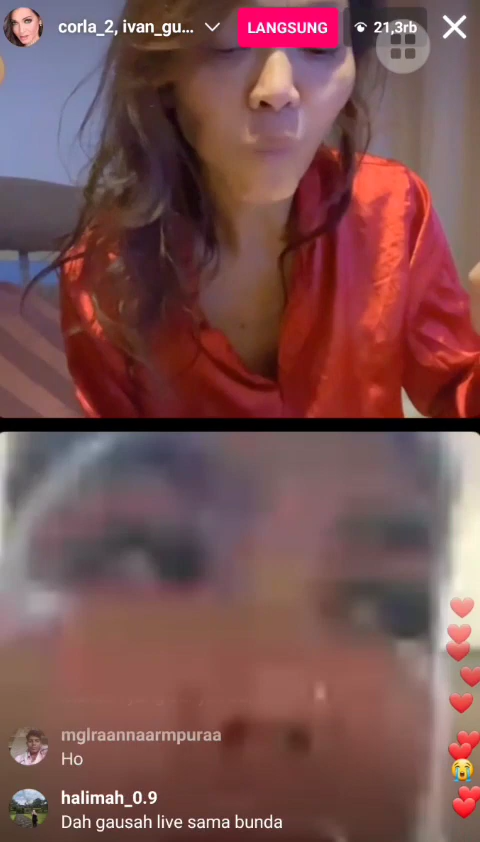 corla_2, ivan_gu...
LANGSUNG
21,3rb
mglraannaarmpuraa
Ho
halimah_0.9
Dah gausah live sama bunda